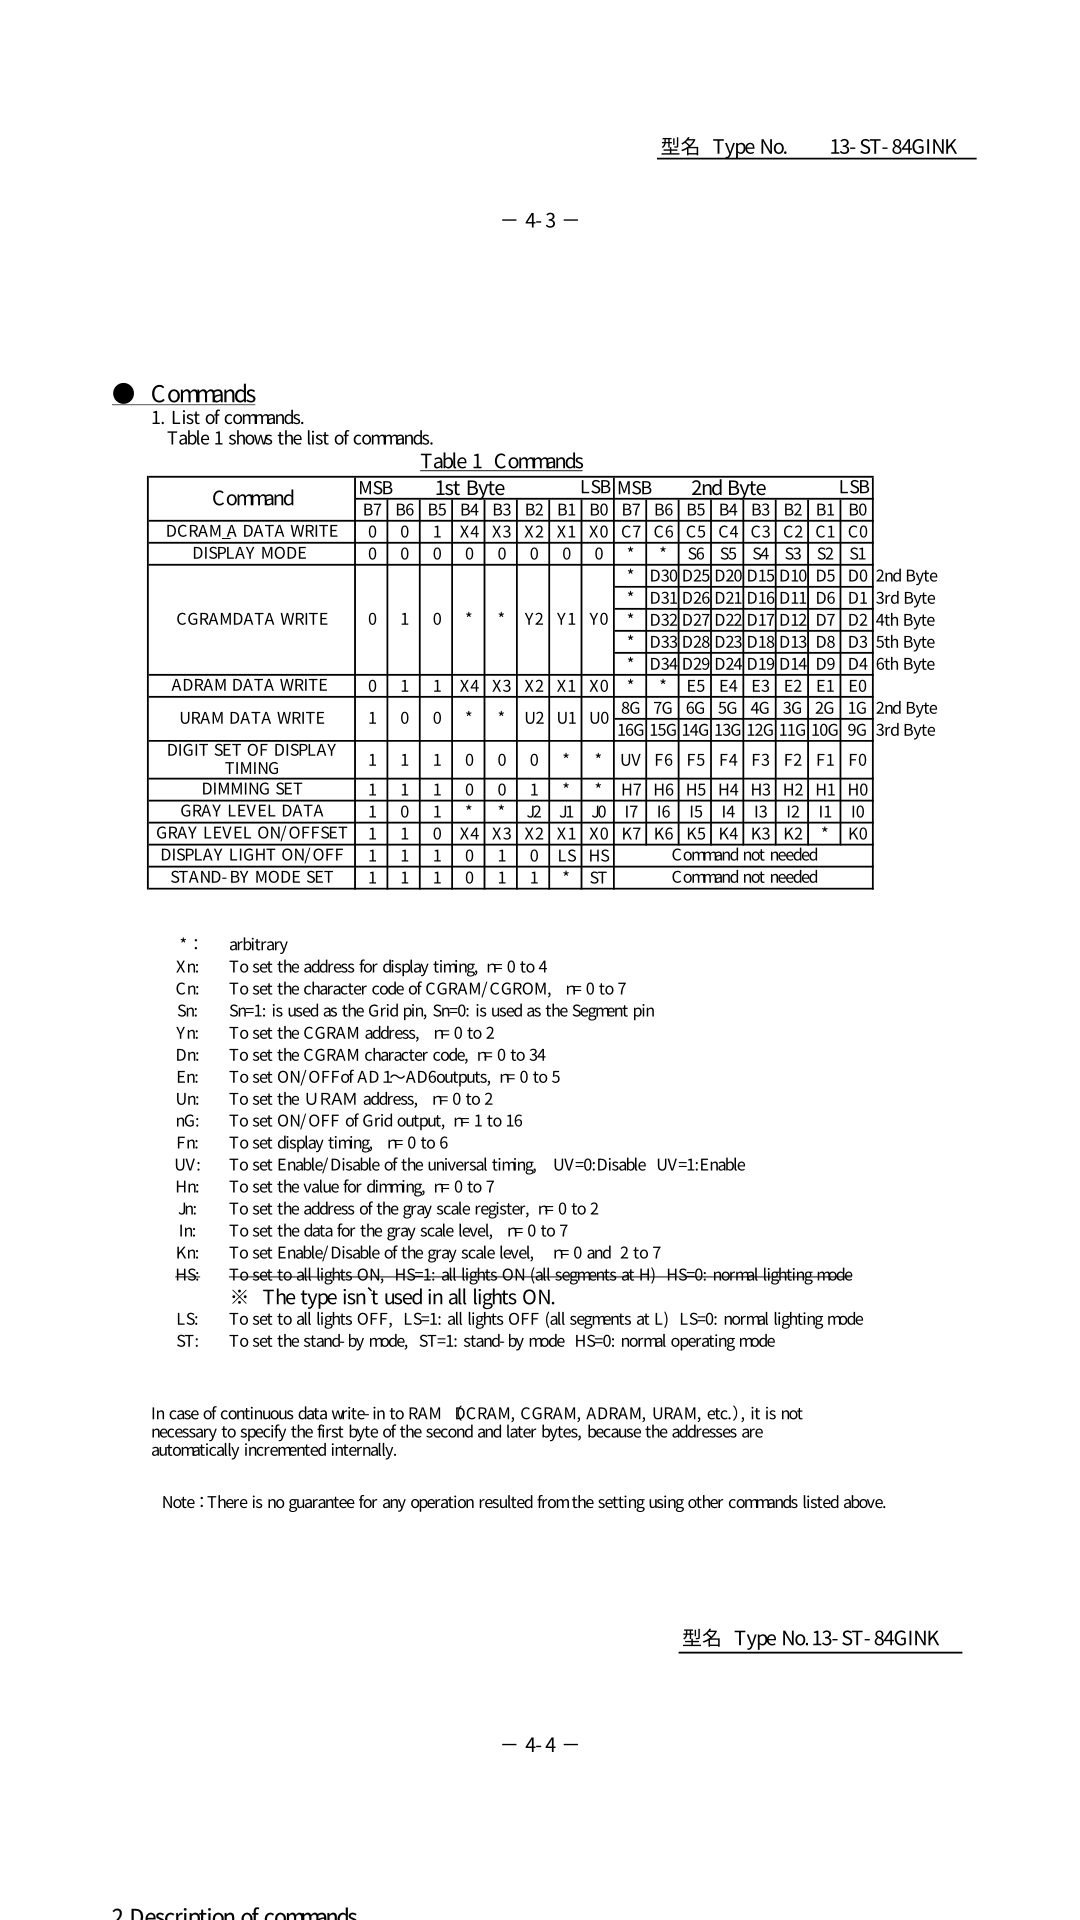 型名 Type No. 13-ST-84GINK
— 4-3 —
● Commands
1. List of commands.
Table 1 shows the list of commands.
Table 1 Commands
Command MSB 1st Byte LSB MSB 2nd Byte LSB
B7 B6 B5 B4 B3 B2 B1 B0 B7 B6 B5 B4 B3 B2 B1 B0
DCRAM_A DATA WRITE 0 0 1 X4 X3 X2 X1 X0 C7 C6 C5 C4 C3 C2 C1 C0
DISPLAY MODE 0 0 0 0 0 0 0 0 * * S6 S5 S4 S3 S2 S1
* D30 D25 D20 D15 D10 D5 D0 2nd Byte
* D31 D26 D21 D16 D11 D6 D1 3rd Byte
CGRAMDATA WRITE 0 1 0 * * Y2 Y1 Y0 * D32 D27 D22 D17 D12 D7 D2 4th Byte
* D33 D28 D23 D18 D13 D8 D3 5th Byte
* D34 D29 D24 D19 D14 D9 D4 6th Byte
ADRAM DATA WRITE 0 1 1 X4 X3 X2 X1 X0 * * E5 E4 E3 E2 E1 E0
URAM DATA WRITE 1 0 0 * * U2 U1 U0 8G 7G 6G 5G 4G 3G 2G 1G 2nd Byte
16G 15G 14G 13G 12G 11G 10G 9G 3rd Byte
DIGIT SET OF DISPLAY
TIMING 1 1 1 0 0 0 * * UV F6 F5 F4 F3 F2 F1 F0
DIMMING SET 1 1 1 0 0 1 * * H7 H6 H5 H4 H3 H2 H1 H0
GRAY LEVEL DATA 1 0 1 * * J2 J1 J0 I7 I6 I5 I4 I3 I2 I1 I0
GRAY LEVEL ON/OFFSET 1 1 0 X4 X3 X2 X1 X0 K7 K6 K5 K4 K3 K2 * K0
DISPLAY LIGHT ON/OFF 1 1 1 0 1 0 LS HS Command not needed
STAND-BY MODE SET 1 1 1 0 1 1 * ST Command not needed
*： arbitrary
Xn: To set the address for display timing, n= 0 to 4
Cn: To set the character code of CGRAM/CGROM, n= 0 to 7
Sn: Sn=1: is used as the Grid pin, Sn=0: is used as the Segment pin
Yn: To set the CGRAM address, n= 0 to 2
Dn: To set the CGRAM character code, n= 0 to 34
En: To set ON/OFFof AD1～AD6outputs, n= 0 to 5
Un: To set the URAM address, n= 0 to 2
nG: To set ON/OFF of Grid output, n= 1 to 16
Fn: To set display timing, n= 0 to 6
UV: To set Enable/Disable of the universal timing, UV=0:Disable UV=1:Enable
Hn: To set the value for dimming, n= 0 to 7
Jn: To set the address of the gray scale register, n= 0 to 2
In: To set the data for the gray scale level, n= 0 to 7
Kn: To set Enable/Disable of the gray scale level, n= 0 and 2 to 7
HS: To set to all lights ON, HS=1: all lights ON (all segments at H) HS=0: normal lighting mode
※ The type isn`t used in all lights ON.
LS: To set to all lights OFF, LS=1: all lights OFF (all segments at L) LS=0: normal lighting mode
ST: To set the stand-by mode, ST=1: stand-by mode HS=0: normal operating mode
In case of continuous data write-in to RAM （DCRAM, CGRAM, ADRAM, URAM, etc.）, it is not
necessary to specify the first byte of the second and later bytes, because the addresses are
automatically incremented internally.
Note：There is no guarantee for any operation resulted from the setting using other commands listed above.
型名 Type No.13-ST-84GINK
— 4-4 —
2.Description of commands